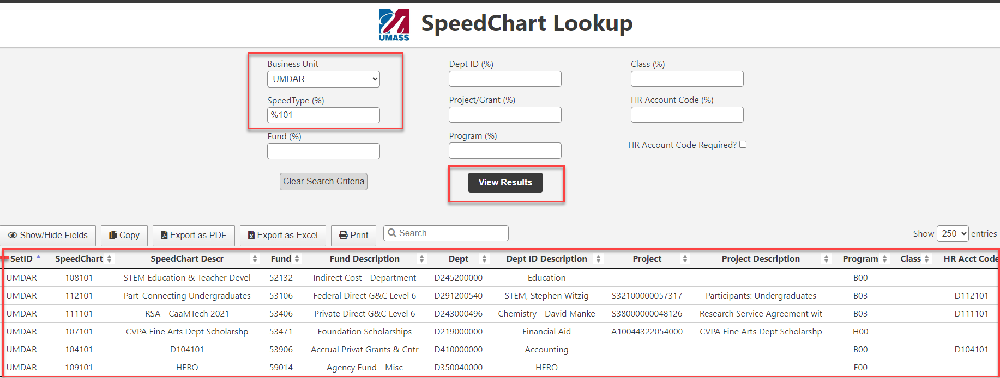 UMASS
SpeedChart Lookup
Business Unit
UMDAR
SpeedType (%)
%101
Fund (%)
Dept ID (%)
Project/Grant (%)
Program (%)
Class (%)
HR Account Code (%)
HR Account Code Required?
Clear Search Criteria
View Results
Show/Hide Fields Copy Export as PDF Export as Excel Print Search Show 250 entries
SetID SpeedChart SpeedChart Descr Fund Fund Description Dept Dept ID Description Project Project Description Program Class HR Acct Code
UMDAR 108101 STEM Education & Teacher Devel 52132 Indirect Cost - Department D245200000 Education B00
UMDAR 112101 Part-Connecting Undergraduates 53106 Federal Direct G&C Level 6 D291200540 STEM, Stephen Witzig S32100000057317 Participants: Undergraduates B03 D112101
UMDAR 111101 RSA - CaaMTech 2021 53406 Private Direct G&C Level 6 D243000496 Chemistry - David Manke S38000000048126 Research Service Agreement wit B03 D111101
UMDAR 107101 CVPA Fine Arts Dept Scholarshp 53471 Foundation Scholarships D219000000 Financial Aid A10044322054000 CVPA Fine Arts Dept Scholarshp H00
UMDAR 104101 D104101 53906 Accrual Privat Grants & Cntr D410000000 Accounting B00 D104101
UMDAR 109101 HERO 59014 Agency Fund - Misc D350040000 HERO E00